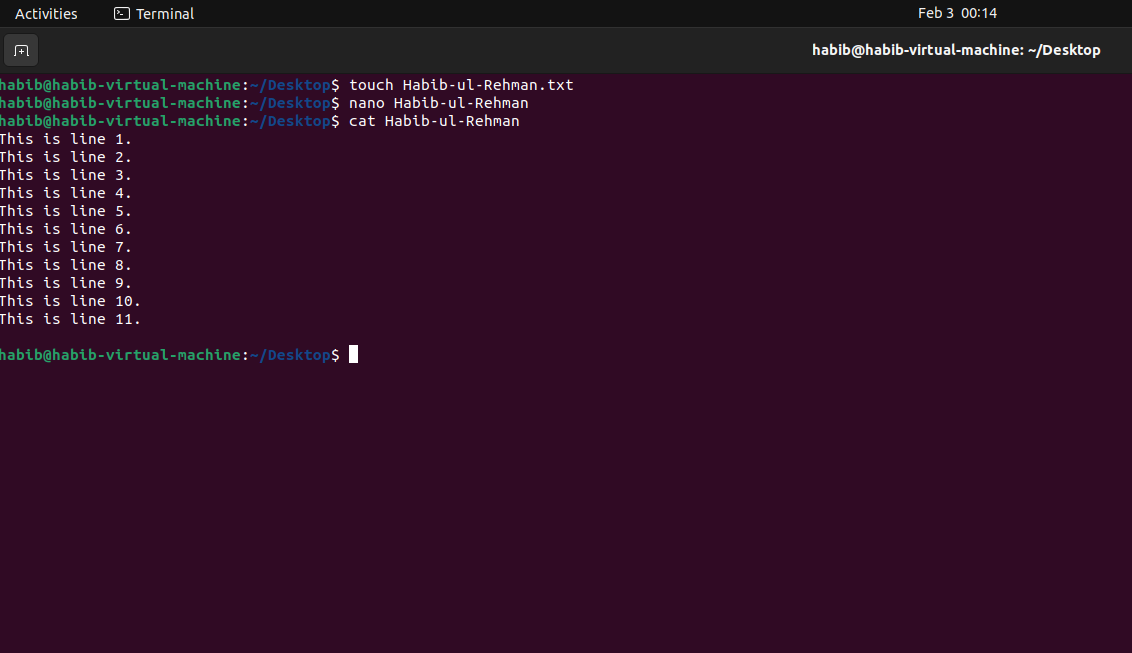 Activities Terminal Feb 3 00:14
habib@habib-virtual-machine: ~/Desktop
habib@habib-virtual-machine:~/Desktop$ touch Habib-ul-Rehman.txt
habib@habib-virtual-machine:~/Desktop$ nano Habib-ul-Rehman
habib@habib-virtual-machine:~/Desktop$ cat Habib-ul-Rehman
This is line 1.
This is line 2.
This is line 3.
This is line 4.
This is line 5.
This is line 6.
This is line 7.
This is line 8.
This is line 9.
This is line 10.
This is line 11.
habib@habib-virtual-machine:~/Desktop$